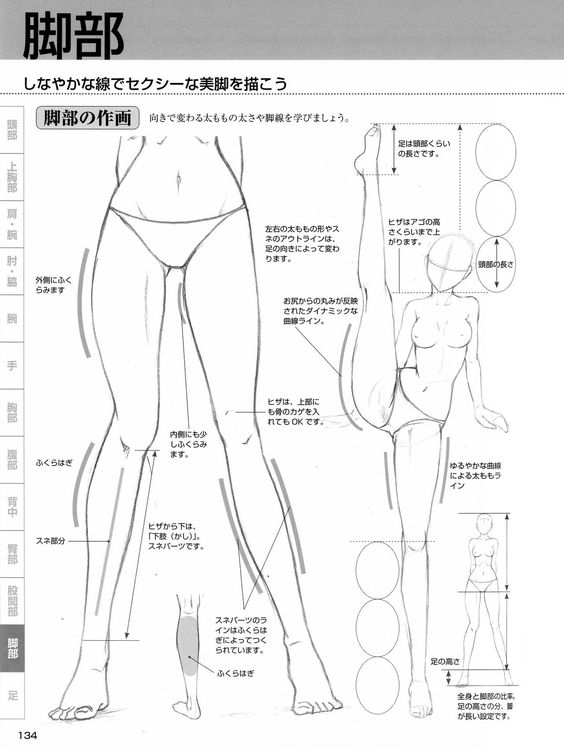 脚部
しなやかな線でセクシーな美脚を描こう
脚部の作画
向きで変わる太ももの太さや脚線を学びましょう。
頭部
上胸部
肩・腕
肘・脇
腕
手
胸部
腹部
背中
臀部
股間部
脚部
足
足は頭部くらい
の長さです。
左右の太ももの形やス
ネのアウトラインは、
足の向きによって変わ
ります。
ヒザはアゴの高
さくらいまで上
がります。
頭部の長さ
外側にふく
らみます
お尻からの丸みが反映
されたダイナミックな
曲線ライン。
ヒザは、上部に
も骨のカゲを入
れてもOKです。
内側にも少
しふくらみ
ます。
ふくらはぎ
ゆるやかな曲線
による太ももラ
イン
スネ部分
ヒザから下は、
「下肢（かし）」。
スネパーツです。
スネパーツのラ
インはふくらは
ぎによってつく
られています。
ふくらはぎ
足の高さ
全身と脚部の比率。
足の高さの分、脚
が長い設定です。
134